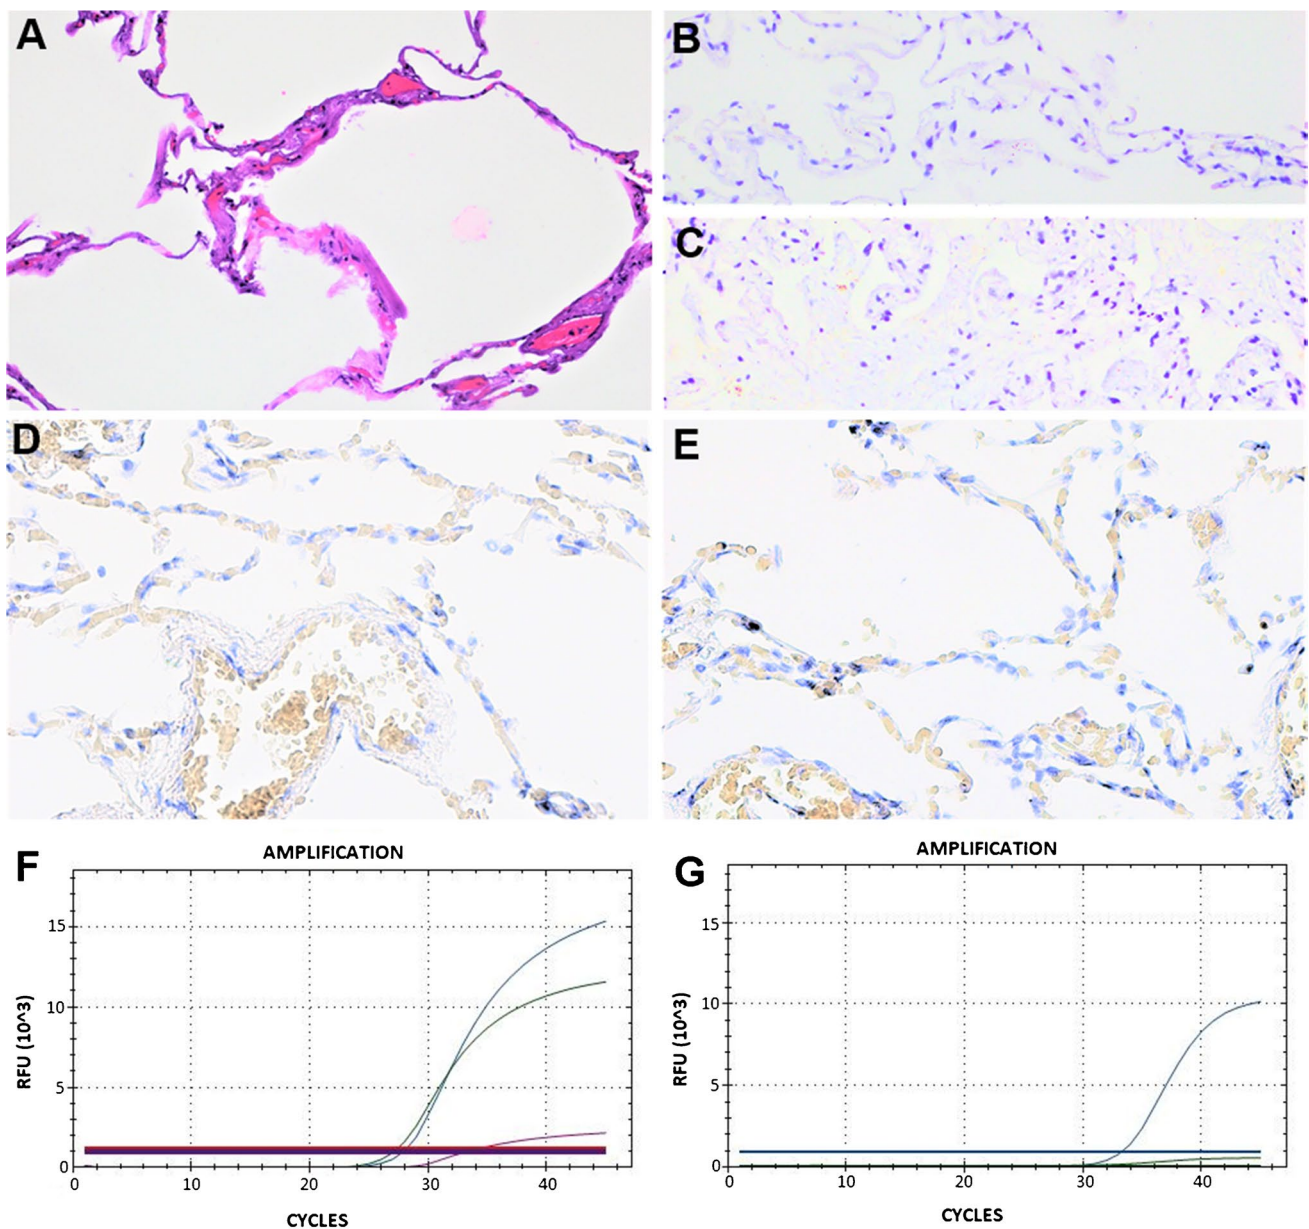 A
B
C
D
E
F
AMPLIFICATION
15
10
5
0
RFU (10^3)
0
10
20
30
40
CYCLES
G
AMPLIFICATION
15
10
5
0
RFU (10^3)
0
10
20
30
40
CYCLES